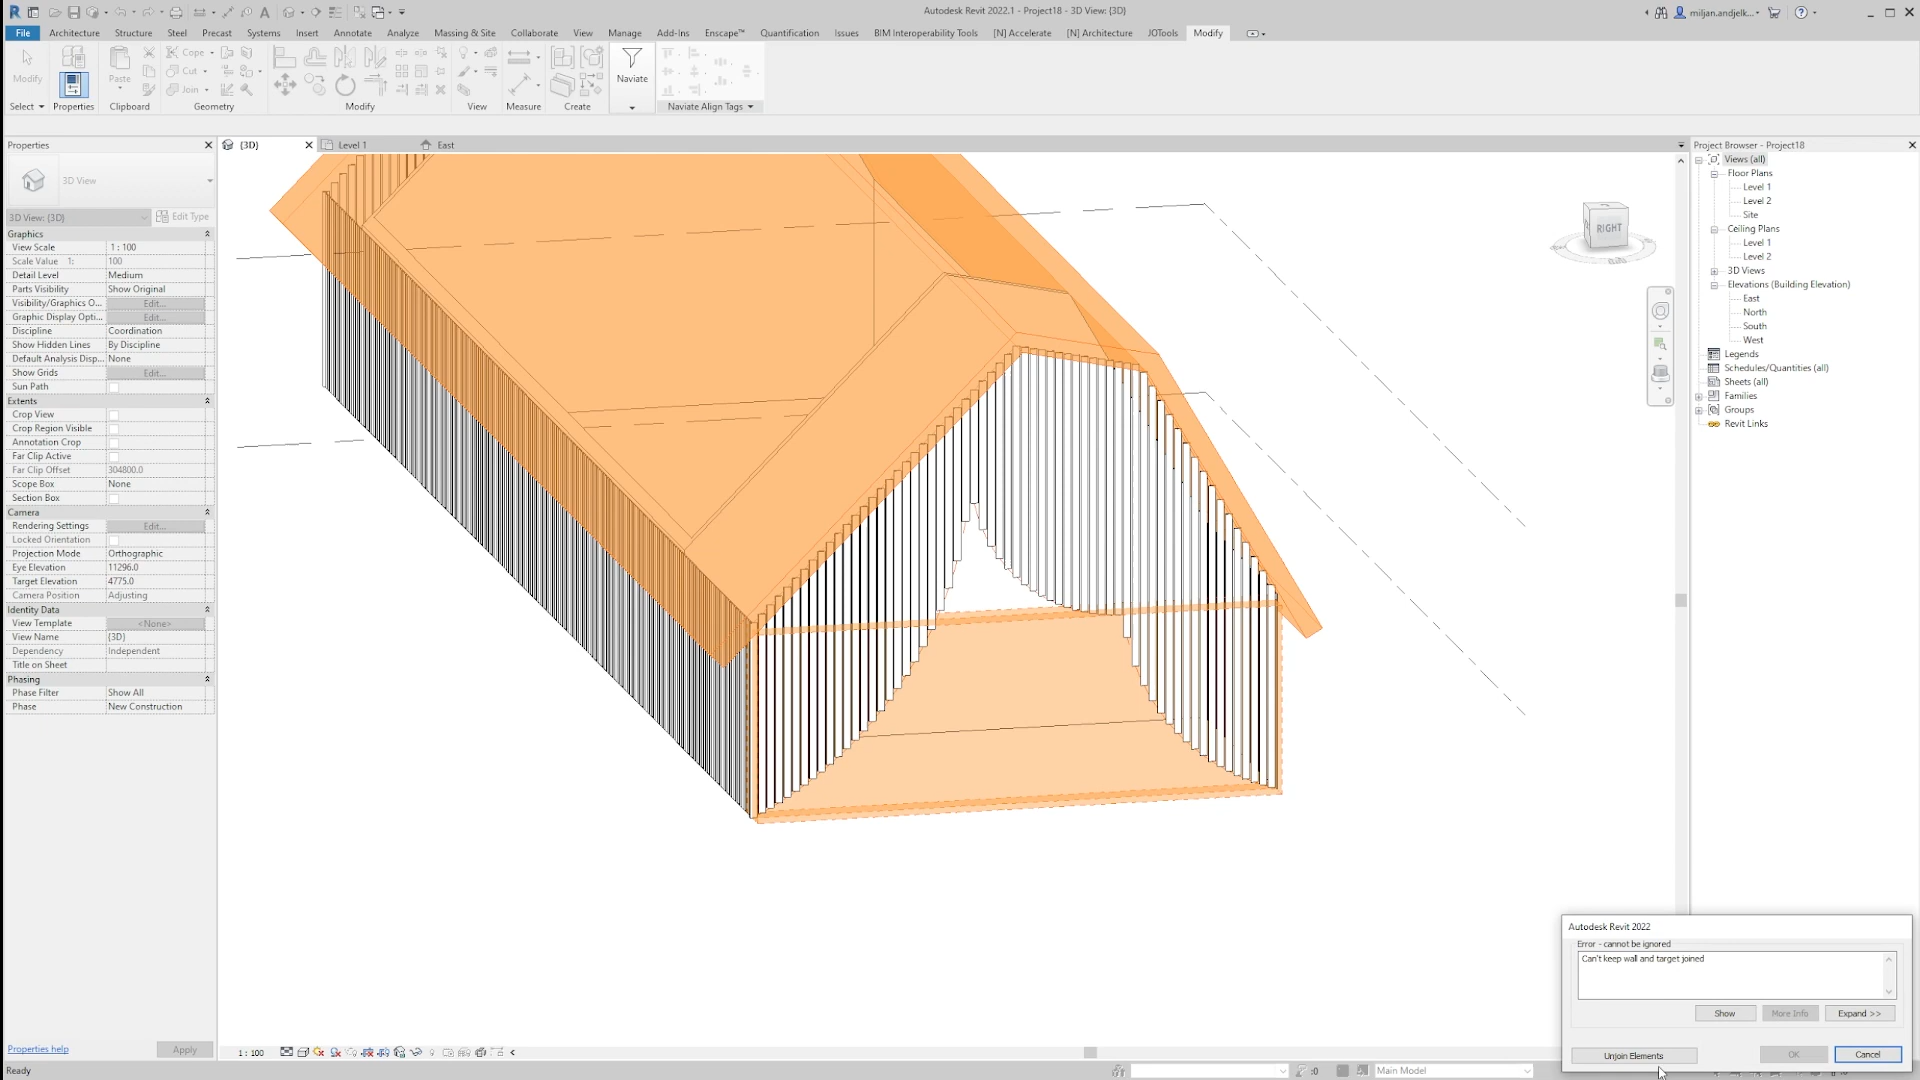 Autodesk Revit 2022.1 - Project18 - 3D View: {3D}
miljan.andjelk...
File Architecture Structure Steel Precast Systems Insert Annotate Analyze Massing & Site Collaborate View Manage Add-Ins Enscape™ Quantification Issues BIM Interoperability Tools [N] Accelerate [N] Architecture JOTools Modify
Modify
Paste
Cope
Cut
Join
Naviate
Select Properties Clipboard Geometry Modify View Measure Create Naviate Align Tags
Properties
{3D} Level 1 East
3D View
3D View: {3D} Edit Type
Graphics
View Scale 1 : 100
Scale Value 1: 100
Detail Level Medium
Parts Visibility Show Original
Visibility/Graphics O... Edit...
Graphic Display Opti... Edit...
Discipline Coordination
Show Hidden Lines By Discipline
Default Analysis Disp... None
Show Grids Edit...
Sun Path
Extents
Crop View
Crop Region Visible
Annotation Crop
Far Clip Active
Far Clip Offset 304800.0
Scope Box None
Section Box
Camera
Rendering Settings Edit...
Locked Orientation
Projection Mode Orthographic
Eye Elevation 11296.0
Target Elevation 4775.0
Camera Position Adjusting
Identity Data
View Template <None>
View Name {3D}
Dependency Independent
Title on Sheet
Phasing
Phase Filter Show All
Phase New Construction
Properties help Apply
RIGHT
Project Browser - Project18
Views (all)
Floor Plans
Level 1
Level 2
Site
Ceiling Plans
Level 1
Level 2
3D Views
Elevations (Building Elevation)
East
North
South
West
Legends
Schedules/Quantities (all)
Sheets (all)
Families
Groups
Revit Links
Autodesk Revit 2022
Error - cannot be ignored
Can't keep wall and target joined
Show More Info Expand >>
Unjoin Elements OK Cancel
1 : 100
Ready
:0
Main Model